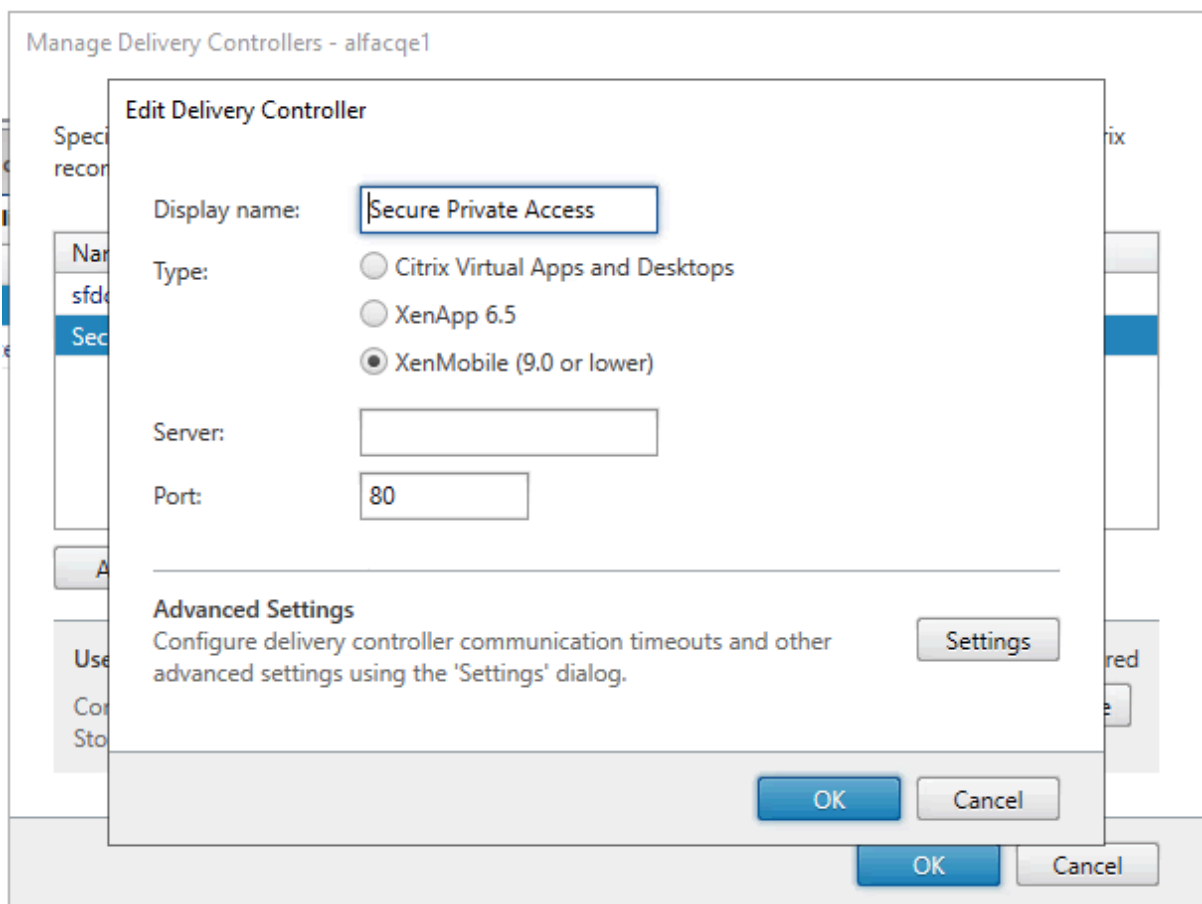 Manage Delivery Controllers - alfacqe1
Edit Delivery Controller
Display name:
Secure Private Access
Type:
Citrix Virtual Apps and Desktops
XenApp 6.5
XenMobile (9.0 or lower)
Server:
Port:
80
Advanced Settings
Configure delivery controller communication timeouts and other
advanced settings using the 'Settings' dialog.
Settings
OK
Cancel
OK
Cancel